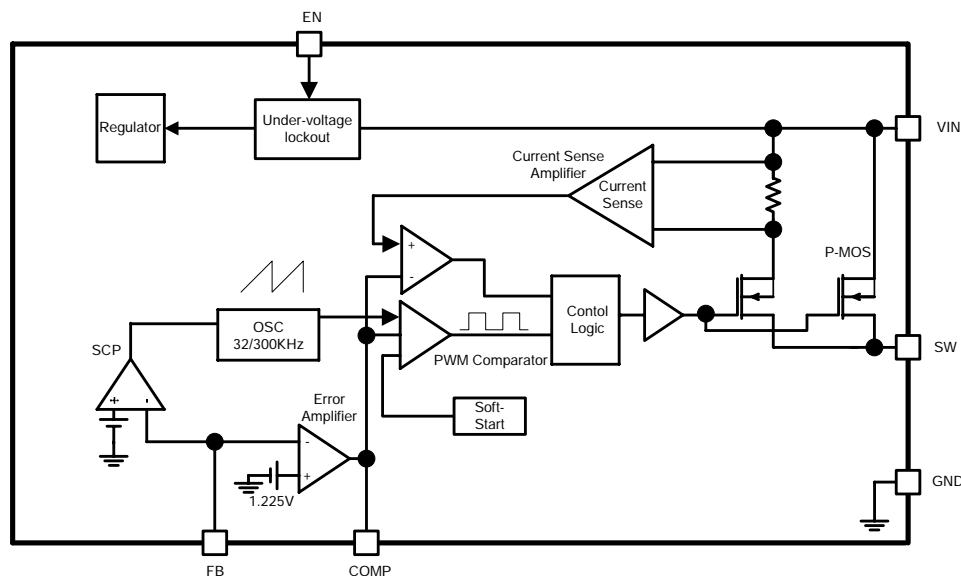 EN
Regulator
Under-voltage
lockout
VIN
Current Sense
Amplifier
Current
Sense
P-MOS
+
-
OSC
32/300KHz
PWM Comparator
Contol
Logic
SW
SCP
+
-
Error
Amplifier
Soft-
Start
-
+
1.225V
GND
FB
COMP